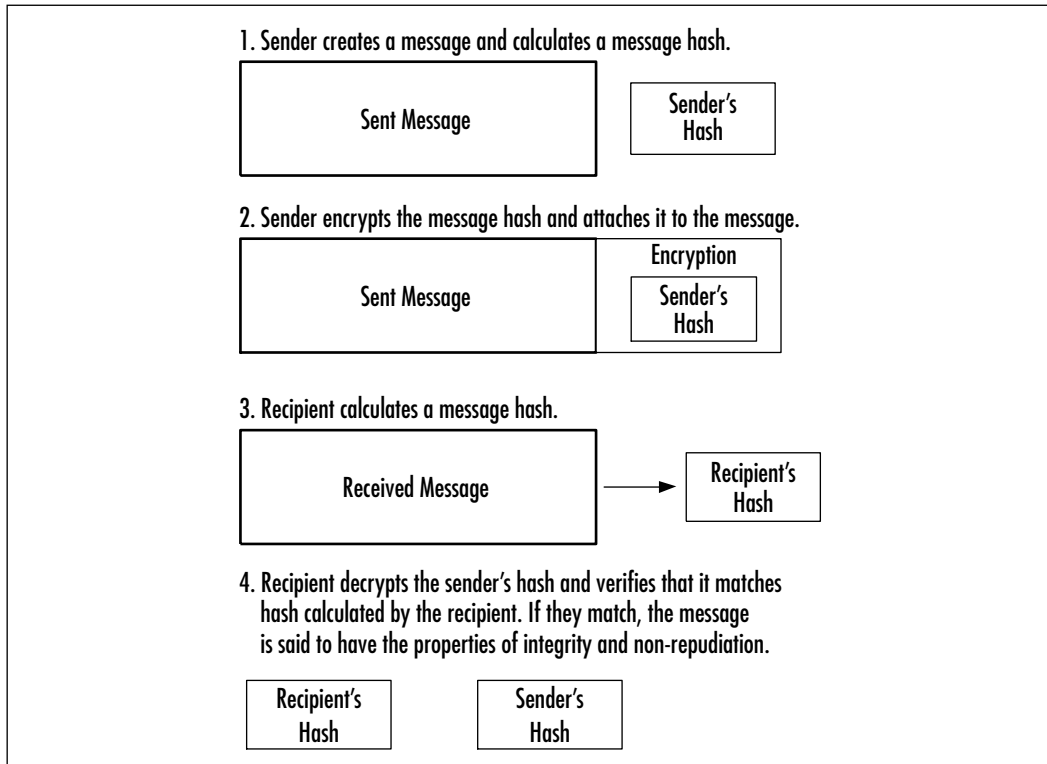 1. Sender creates a message and calculates a message hash.
Sent Message
Sender's
Hash
2. Sender encrypts the message hash and attaches it to the message.
Sent Message
Encryption
Sender's
Hash
3. Recipient calculates a message hash.
Received Message
Recipient's
Hash
4. Recipient decrypts the sender's hash and verifies that it matches
hash calculated by the recipient. If they match, the message
is said to have the properties of integrity and non-repudiation.
Recipient's
Hash
Sender's
Hash